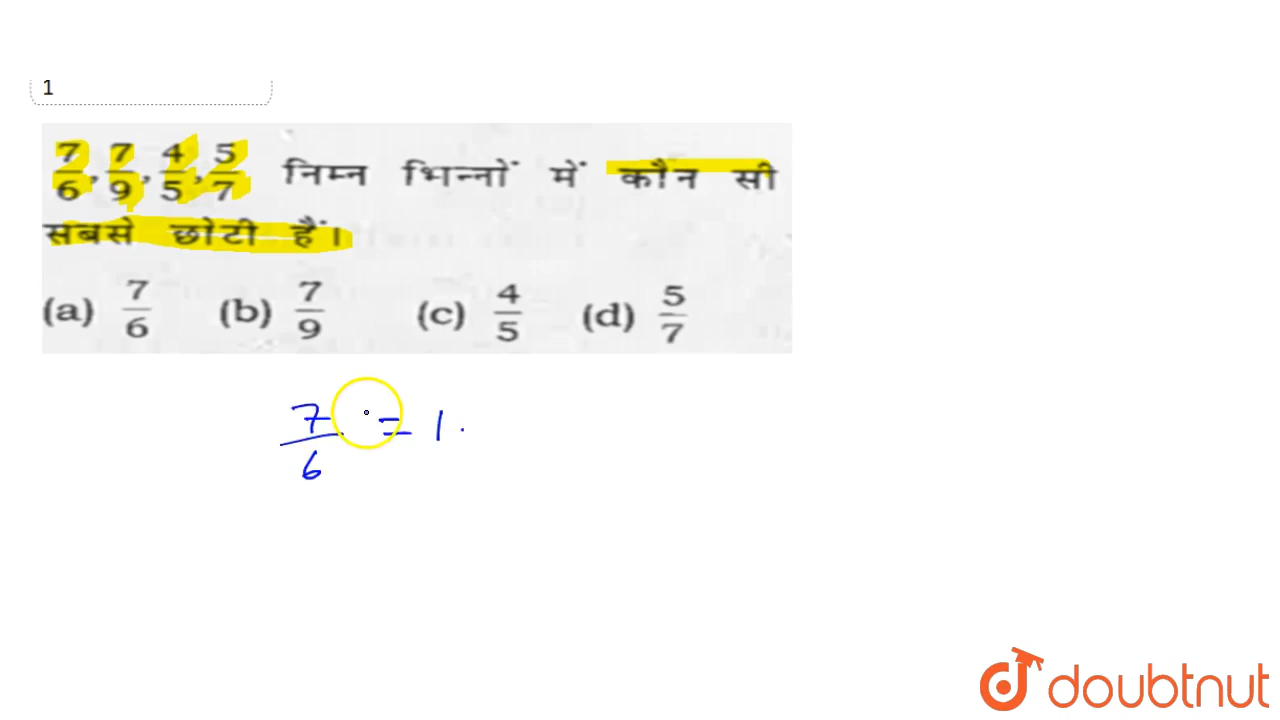 1
7/6, 7/9, 4/5, 5/7 निम्न भिन्नों में कौन सी
सबसे छोटी हैं।
(a) 7/6 (b) 7/9 (c) 4/5 (d) 5/7
7/6 = 1.
doubtnut